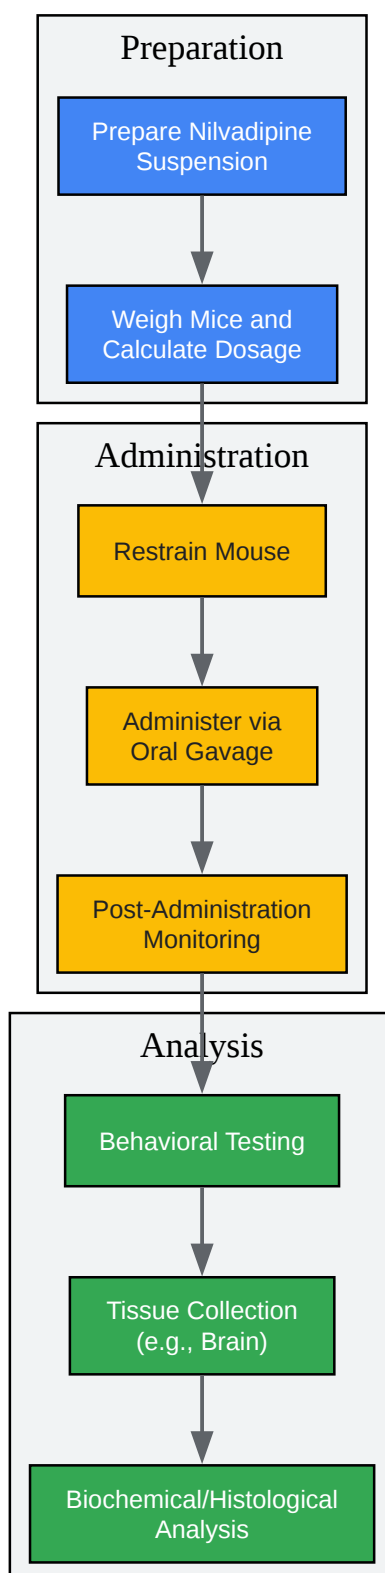 Preparation
Prepare Nilvadipine
Suspension
Weigh Mice and
Calculate Dosage
Administration
Restrain Mouse
Administer via
Oral Gavage
Post-Administration
Monitoring
Analysis
Behavioral Testing
Tissue Collection
(e.g., Brain)
Biochemical/Histological
Analysis